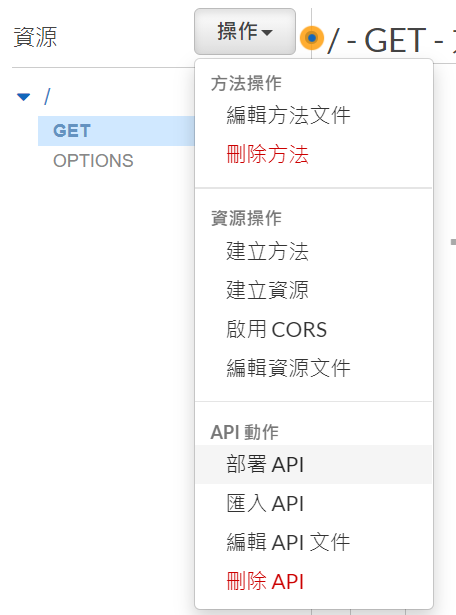 資源
操作
/ - GET -
/
GET
OPTIONS
方法操作
編輯方法文件
刪除方法
資源操作
建立方法
建立資源
啟用 CORS
編輯資源文件
API 動作
部署 API
匯入 API
編輯 API 文件
刪除 API